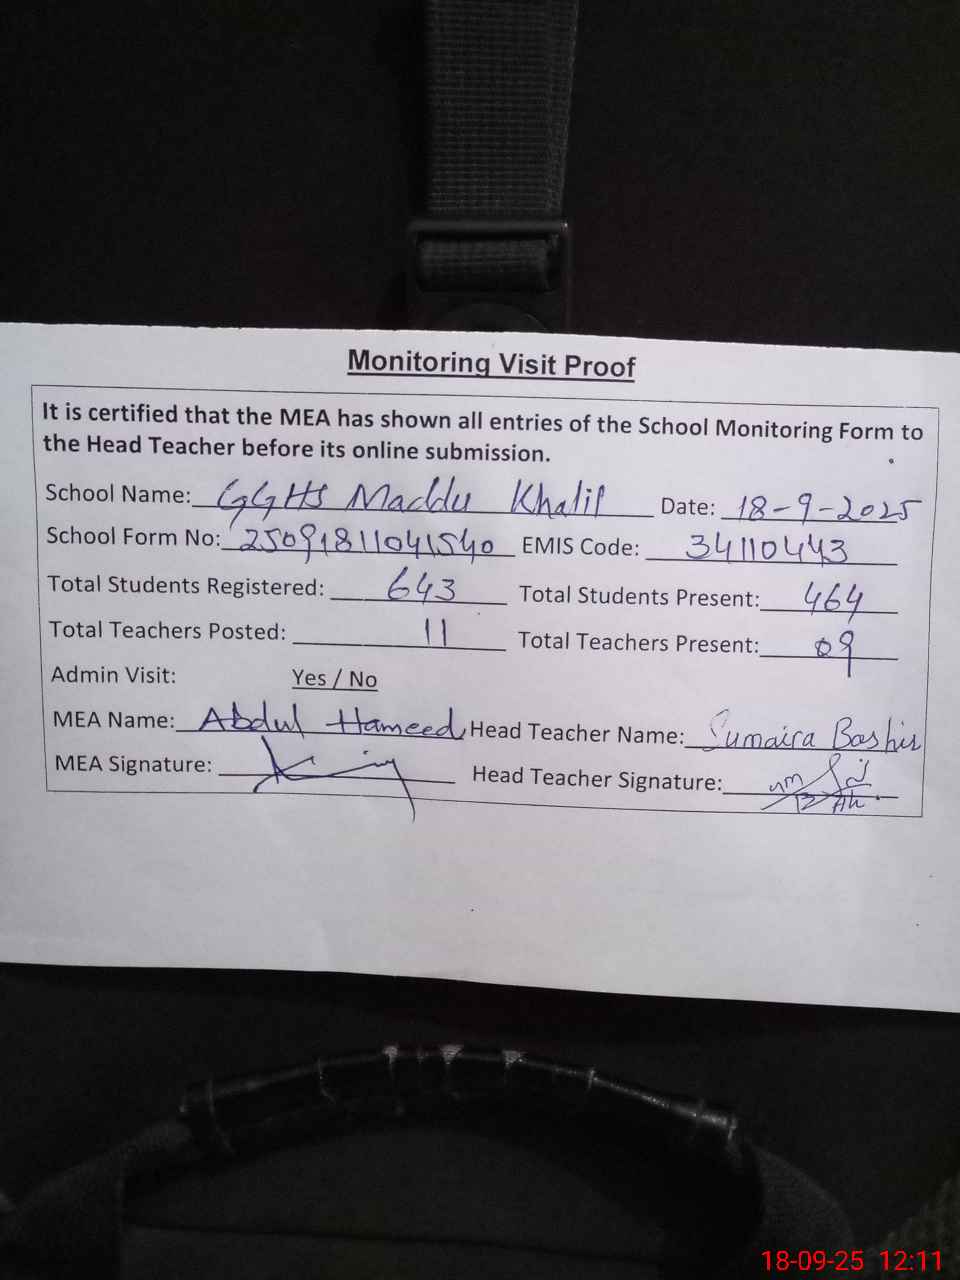 Monitoring Visit Proof
It is certified that the MEA has shown all entries of the School Monitoring Form to
the Head Teacher before its online submission.
School Name: GGHS Maddu Khalil Date: 18-9-2025
School Form No: 25091811041540 EMIS Code: 34110443
Total Students Registered: 643 Total Students Present: 464
Total Teachers Posted: 11 Total Teachers Present: 09
Admin Visit: Yes / No
MEA Name: Abdul Hameed Head Teacher Name: Sumaira Bashir
MEA Signature: Head Teacher Signature:
18-09-25 12:11